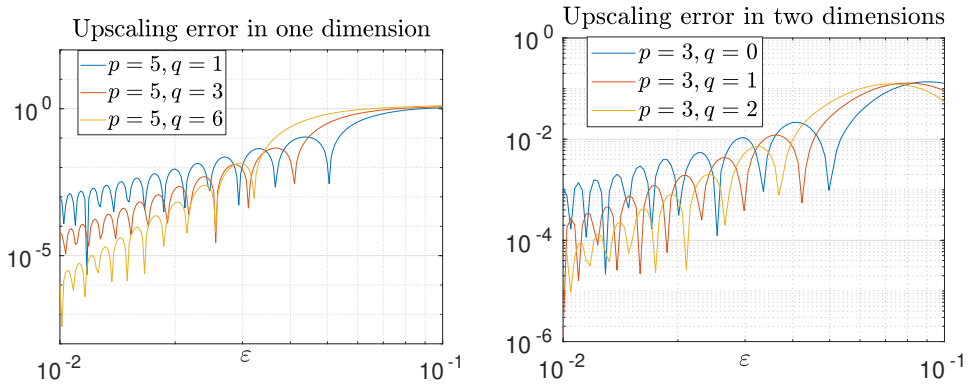 Upscaling error in one dimension
p = 5, q = 1
p = 5, q = 3
p = 5, q = 6
10^0
10^-5
10^-2
ε
10^-1
Upscaling error in two dimensions
p = 3, q = 0
p = 3, q = 1
p = 3, q = 2
10^0
10^-2
10^-4
10^-6
10^-2
ε
10^-1